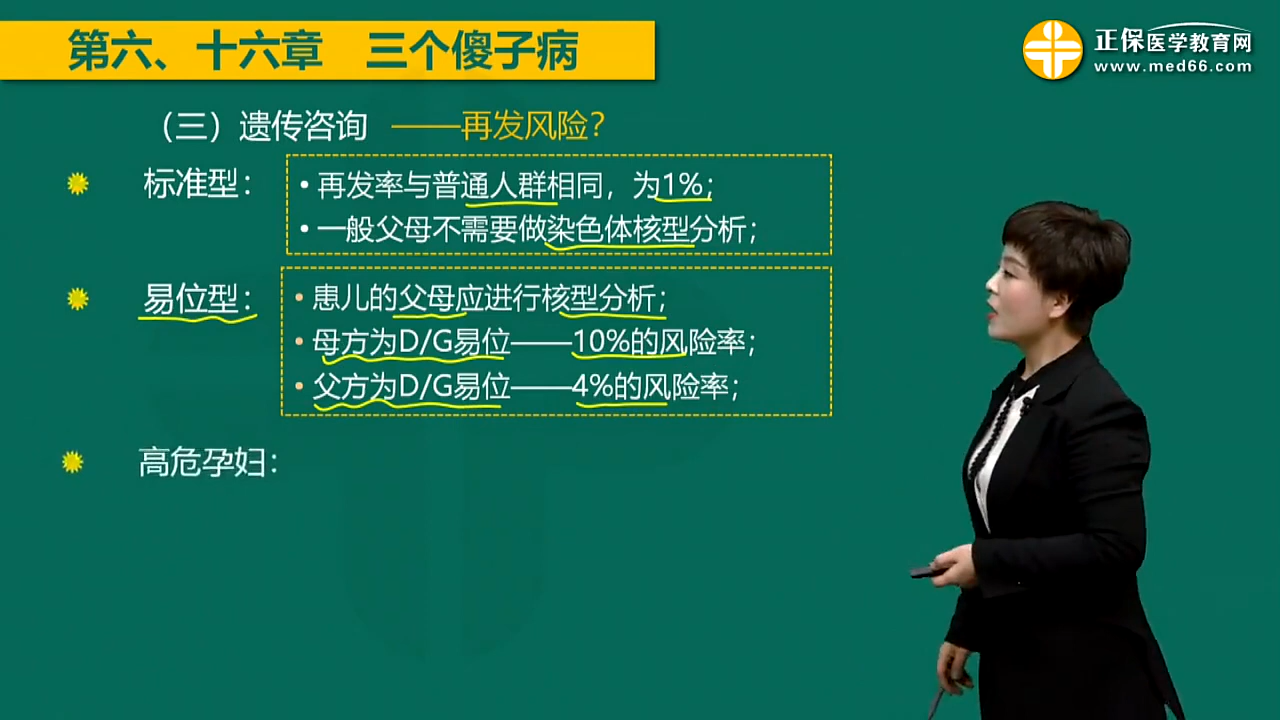 第六、十六章 三个傻子病
正保医学教育网
www.med66.com
（三）遗传咨询 ——再发风险？
标准型：
• 再发率与普通人群相同，为1%；
• 一般父母不需要做染色体核型分析；
易位型：
• 患儿的父母应进行核型分析；
• 母方为D/G易位——10%的风险率；
• 父方为D/G易位——4%的风险率；
高危孕妇：